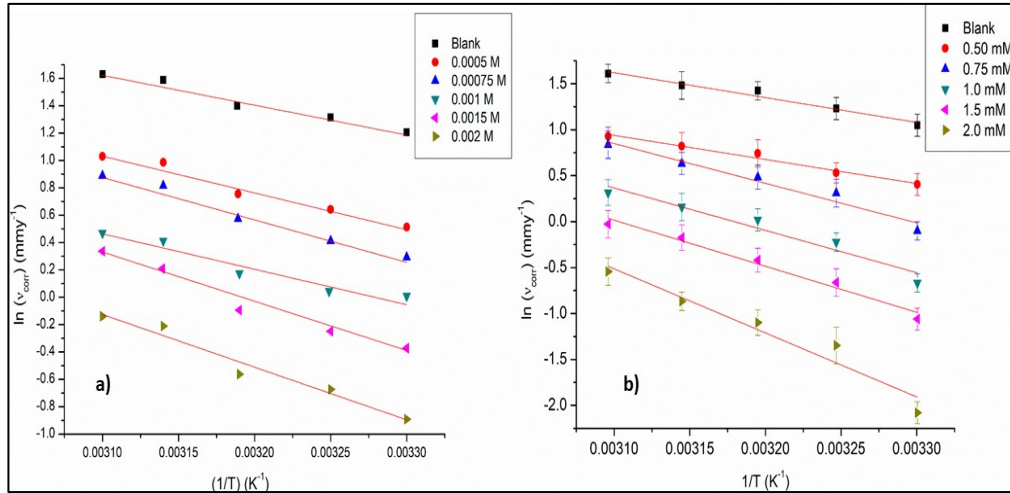 Blank
0.0005 M
0.00075 M
0.001 M
0.0015 M
0.002 M
1.6
1.4
1.2
1.0
0.8
0.6
0.4
0.2
0.0
-0.2
-0.4
-0.6
-0.8
-1.0
ln (νcorr) (mmy⁻¹)
a)
0.00310
0.00315
0.00320
0.00325
0.00330
(1/T) (K⁻¹)
Blank
0.50 mM
0.75 mM
1.0 mM
1.5 mM
2.0 mM
1.5
1.0
0.5
0.0
-0.5
-1.0
-1.5
-2.0
ln (νcorr) (mmy⁻¹)
b)
0.00310
0.00315
0.00320
0.00325
0.00330
1/T (K⁻¹)